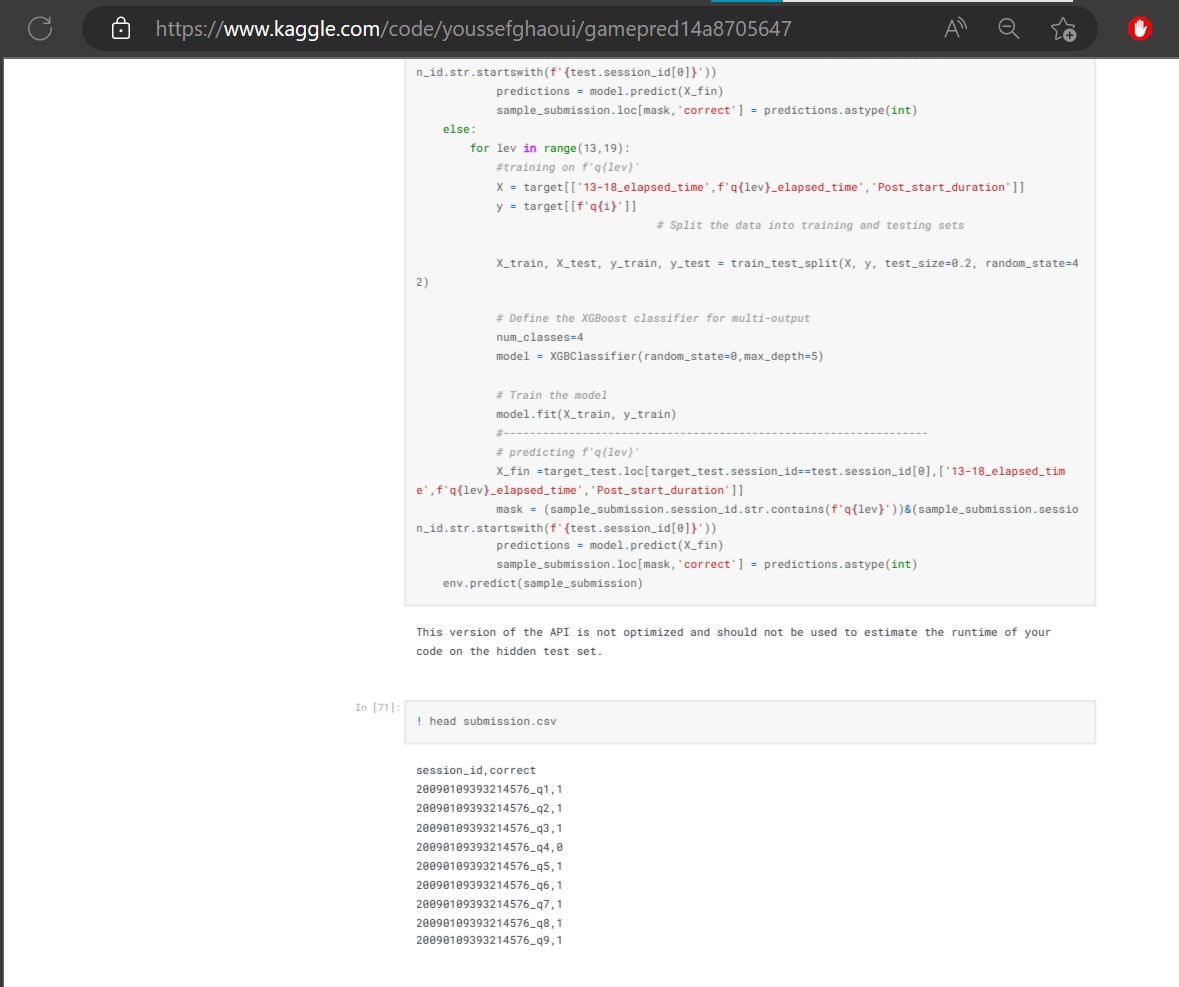 https://www.kaggle.com/code/youssefghaoui/gamepred14a8705647
n_id.str.startswith(f'{test.session_id[0]}'))
predictions = model.predict(X_fin)
sample_submission.loc[mask,'correct'] = predictions.astype(int)
else:
for lev in range(13,19):
#training on f'q{lev}'
X = target[['13-18_elapsed_time',f'q{lev}_elapsed_time','Post_start_duration']]
y = target[[f'q{i}']]
# Split the data into training and testing sets
X_train, X_test, y_train, y_test = train_test_split(X, y, test_size=0.2, random_state=4
2)
# Define the XGBoost classifier for multi-output
num_classes=4
model = XGBClassifier(random_state=0,max_depth=5)
# Train the model
model.fit(X_train, y_train)
#-----------------------------------------------------------------
# predicting f'q{lev}'
X_fin =target_test.loc[target_test.session_id==test.session_id[0],['13-18_elapsed_tim
e',f'q{lev}_elapsed_time','Post_start_duration']]
mask = (sample_submission.session_id.str.contains(f'q{lev}'))&(sample_submission.sessio
n_id.str.startswith(f'{test.session_id[0]}'))
predictions = model.predict(X_fin)
sample_submission.loc[mask,'correct'] = predictions.astype(int)
env.predict(sample_submission)
This version of the API is not optimized and should not be used to estimate the runtime of your
code on the hidden test set.
In [71]:
! head submission.csv
session_id,correct
20090109393214576_q1,1
20090109393214576_q2,1
20090109393214576_q3,1
20090109393214576_q4,0
20090109393214576_q5,1
20090109393214576_q6,1
20090109393214576_q7,1
20090109393214576_q8,1
20090109393214576_q9,1